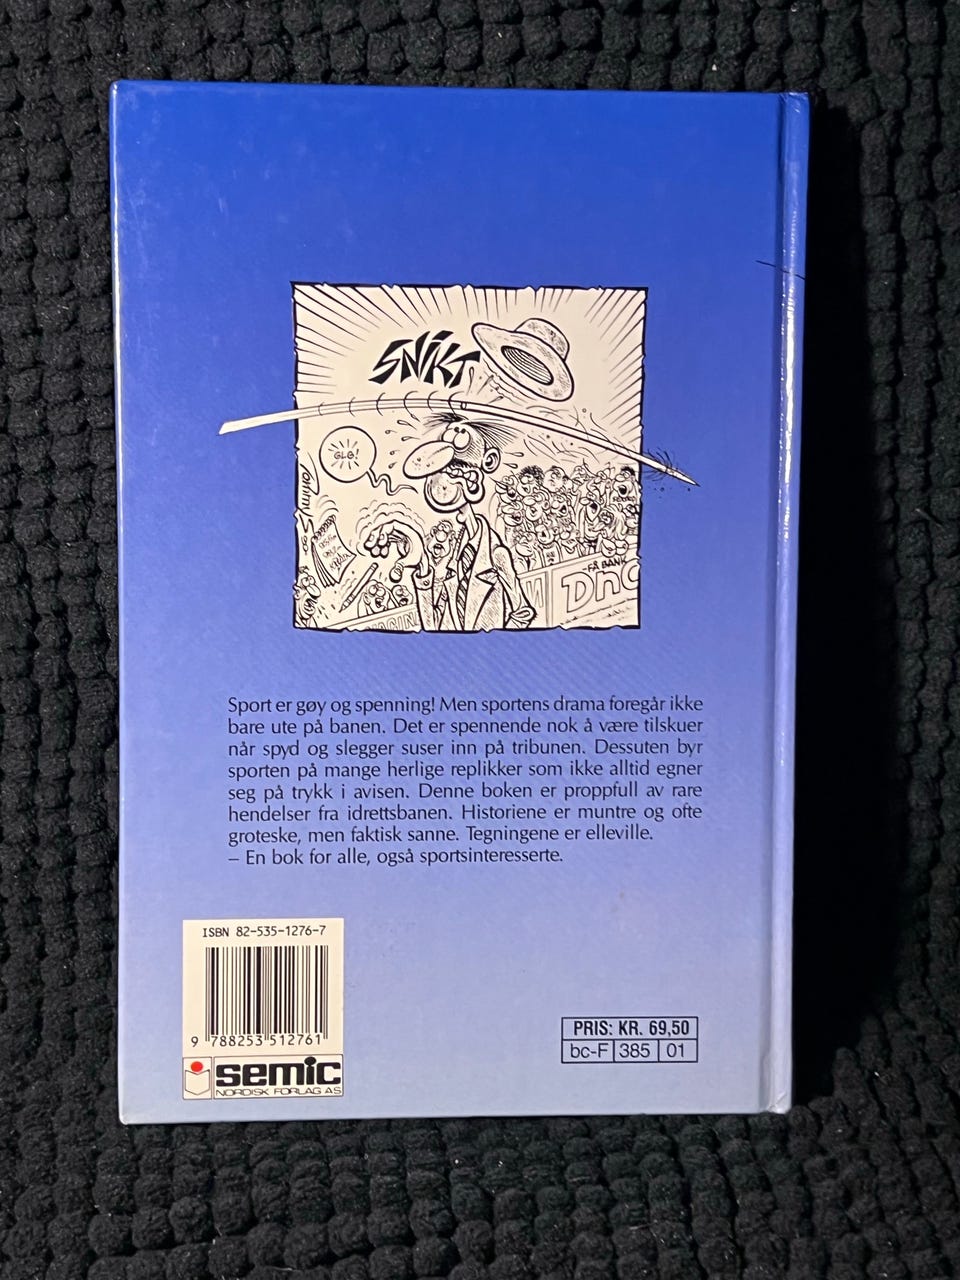 SNIKT
GLG!
FÅ BANK
DnC
Sport er gøy og spenning! Men sportens drama foregår ikke
bare ute på banen. Det er spennende nok å være tilskuer
når spyd og slegger suser inn på tribunen. Dessuten byr
sporten på mange herlige replikker som ikke alltid egner
seg på trykk i avisen. Denne boken er proppfull av rare
hendelser fra idrettsbanen. Historiene er muntre og ofte
groteske, men faktisk sanne. Tegningene er elleville.
– En bok for alle, også sportsinteresserte.
ISBN 82-535-1276-7
9 788253 512761
semic
NORDISK FORLAG AS
PRIS: KR. 69,50
bc-F 385 01